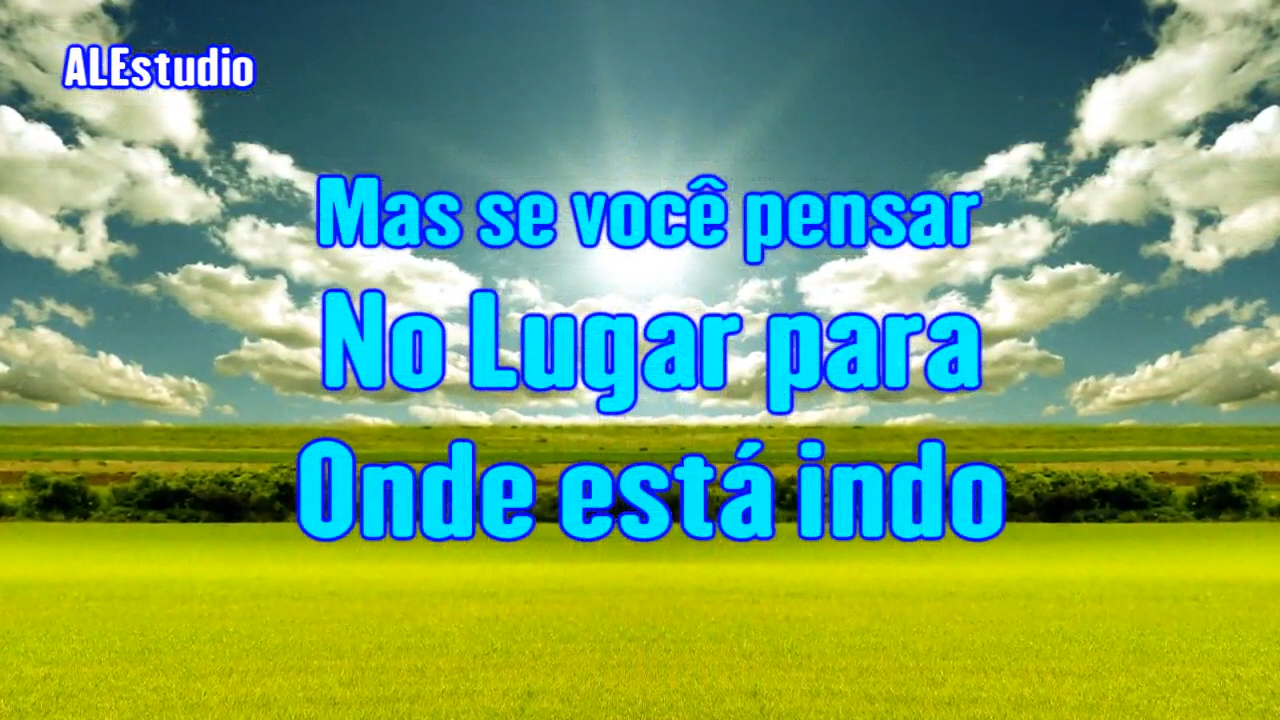 ALEstudio
Mas se você pensar
No Lugar para
Onde está indo